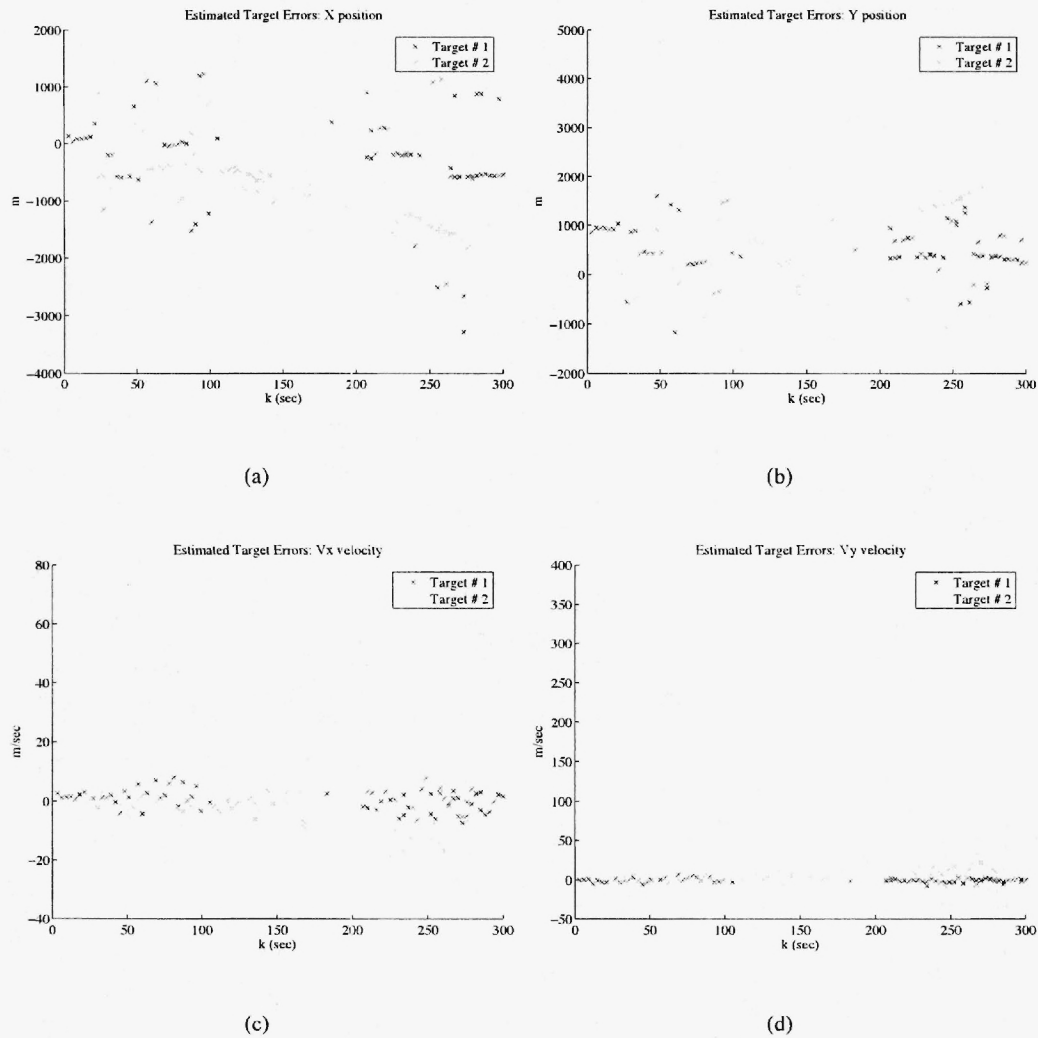 Estimated Target Errors: X position
2000
1000
0
−1000
−2000
−3000
−4000
m
0 50 100 150 200 250 300
k (sec)
Target # 1
Target # 2
(a)
Estimated Target Errors: Y position
5000
4000
3000
2000
1000
0
−1000
−2000
m
0 50 100 150 200 250 300
k (sec)
Target # 1
Target # 2
(b)
Estimated Target Errors: Vx velocity
80
60
40
20
0
−20
−40
m/sec
0 50 100 150 200 250 300
k (sec)
Target # 1
Target # 2
(c)
Estimated Target Errors: Vy velocity
400
350
300
250
200
150
100
50
0
−50
m/sec
0 50 100 150 200 250 300
k (sec)
Target # 1
Target # 2
(d)